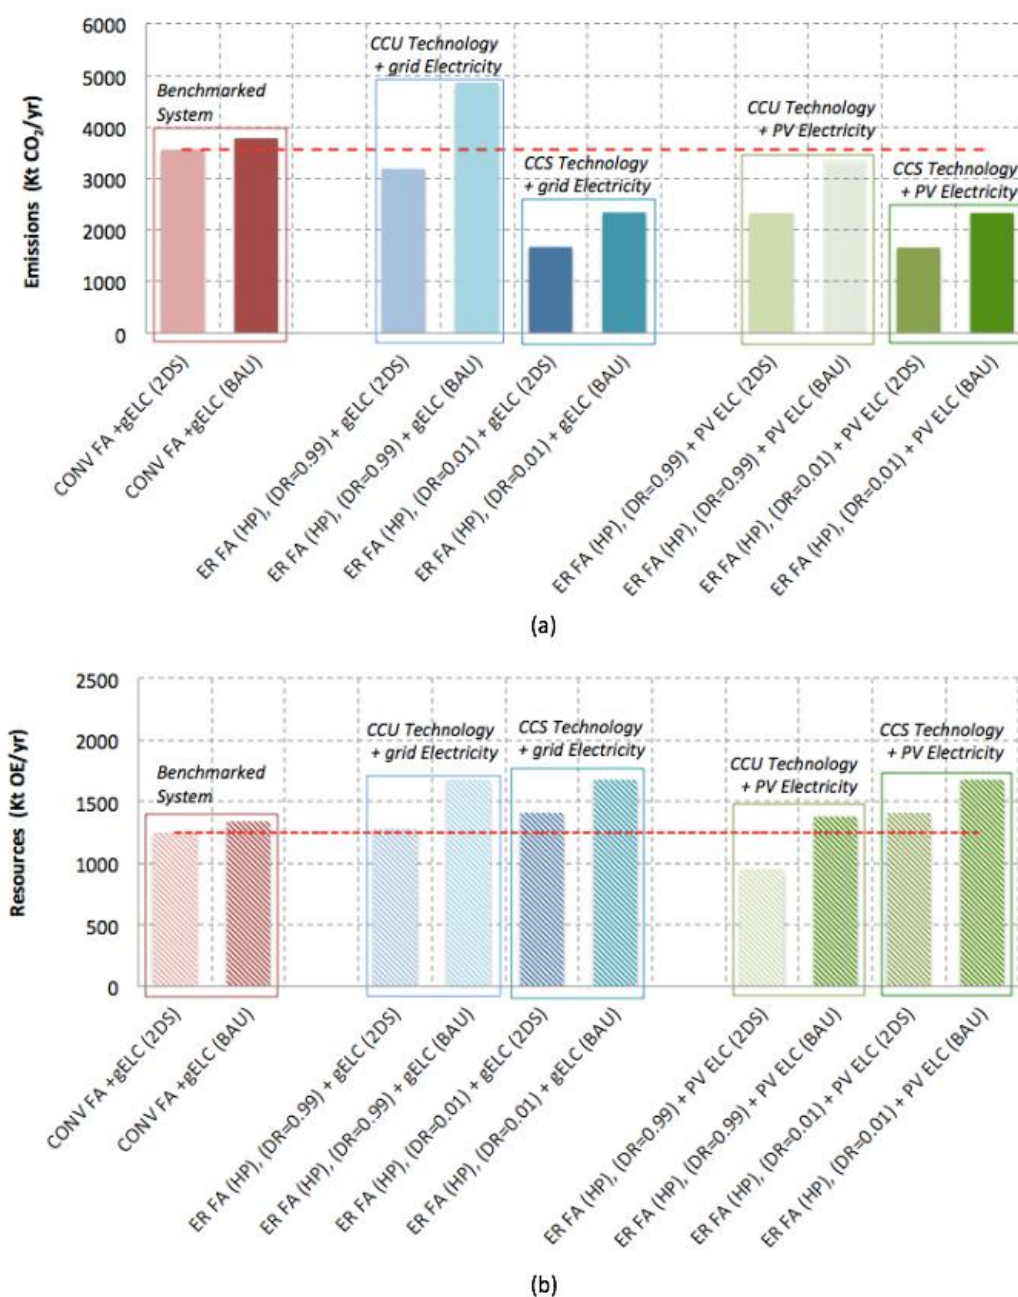 6000
5000
4000
3000
2000
1000
0
Emissions (Kt CO₂/yr)
Benchmarked
System
CCU Technology
+ grid Electricity
CCS Technology
+ grid Electricity
CCU Technology
+ PV Electricity
CCS Technology
+ PV Electricity
CONV FA +gELC (2DS)
CONV FA +gELC (BAU)
ER FA (HP), (DR=0.99) + gELC (2DS)
ER FA (HP), (DR=0.99) + gELC (BAU)
ER FA (HP), (DR=0.01) + gELC (2DS)
ER FA (HP), (DR=0.01) + gELC (BAU)
ER FA (HP), (DR=0.99) + PV ELC (2DS)
ER FA (HP), (DR=0.99) + PV ELC (BAU)
ER FA (HP), (DR=0.01) + PV ELC (2DS)
ER FA (HP), (DR=0.01) + PV ELC (BAU)
(a)
2500
2000
1500
1000
500
0
Resources (Kt OE/yr)
Benchmarked
System
CCU Technology
+ grid Electricity
CCS Technology
+ grid Electricity
CCU Technology
+ PV Electricity
CCS Technology
+ PV Electricity
CONV FA +gELC (2DS)
CONV FA +gELC (BAU)
ER FA (HP), (DR=0.99) + gELC (2DS)
ER FA (HP), (DR=0.99) + gELC (BAU)
ER FA (HP), (DR=0.01) + gELC (2DS)
ER FA (HP), (DR=0.01) + gELC (BAU)
ER FA (HP), (DR=0.99) + PV ELC (2DS)
ER FA (HP), (DR=0.99) + PV ELC (BAU)
ER FA (HP), (DR=0.01) + PV ELC (2DS)
ER FA (HP), (DR=0.01) + PV ELC (BAU)
(b)